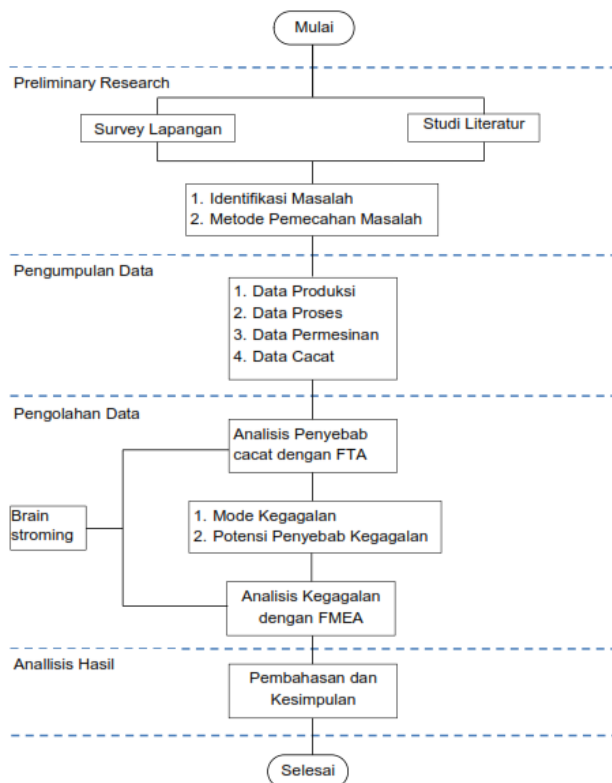 Mulai
Preliminary Research
Survey Lapangan
Studi Literatur
1. Identifikasi Masalah
2. Metode Pemecahan Masalah
Pengumpulan Data
1. Data Produksi
2. Data Proses
3. Data Permesinan
4. Data Cacat
Pengolahan Data
Analisis Penyebab
cacat dengan FTA
Brain
stroming
1. Mode Kegagalan
2. Potensi Penyebab Kegagalan
Analisis Kegagalan
dengan FMEA
Anallisis Hasil
Pembahasan dan
Kesimpulan
Selesai